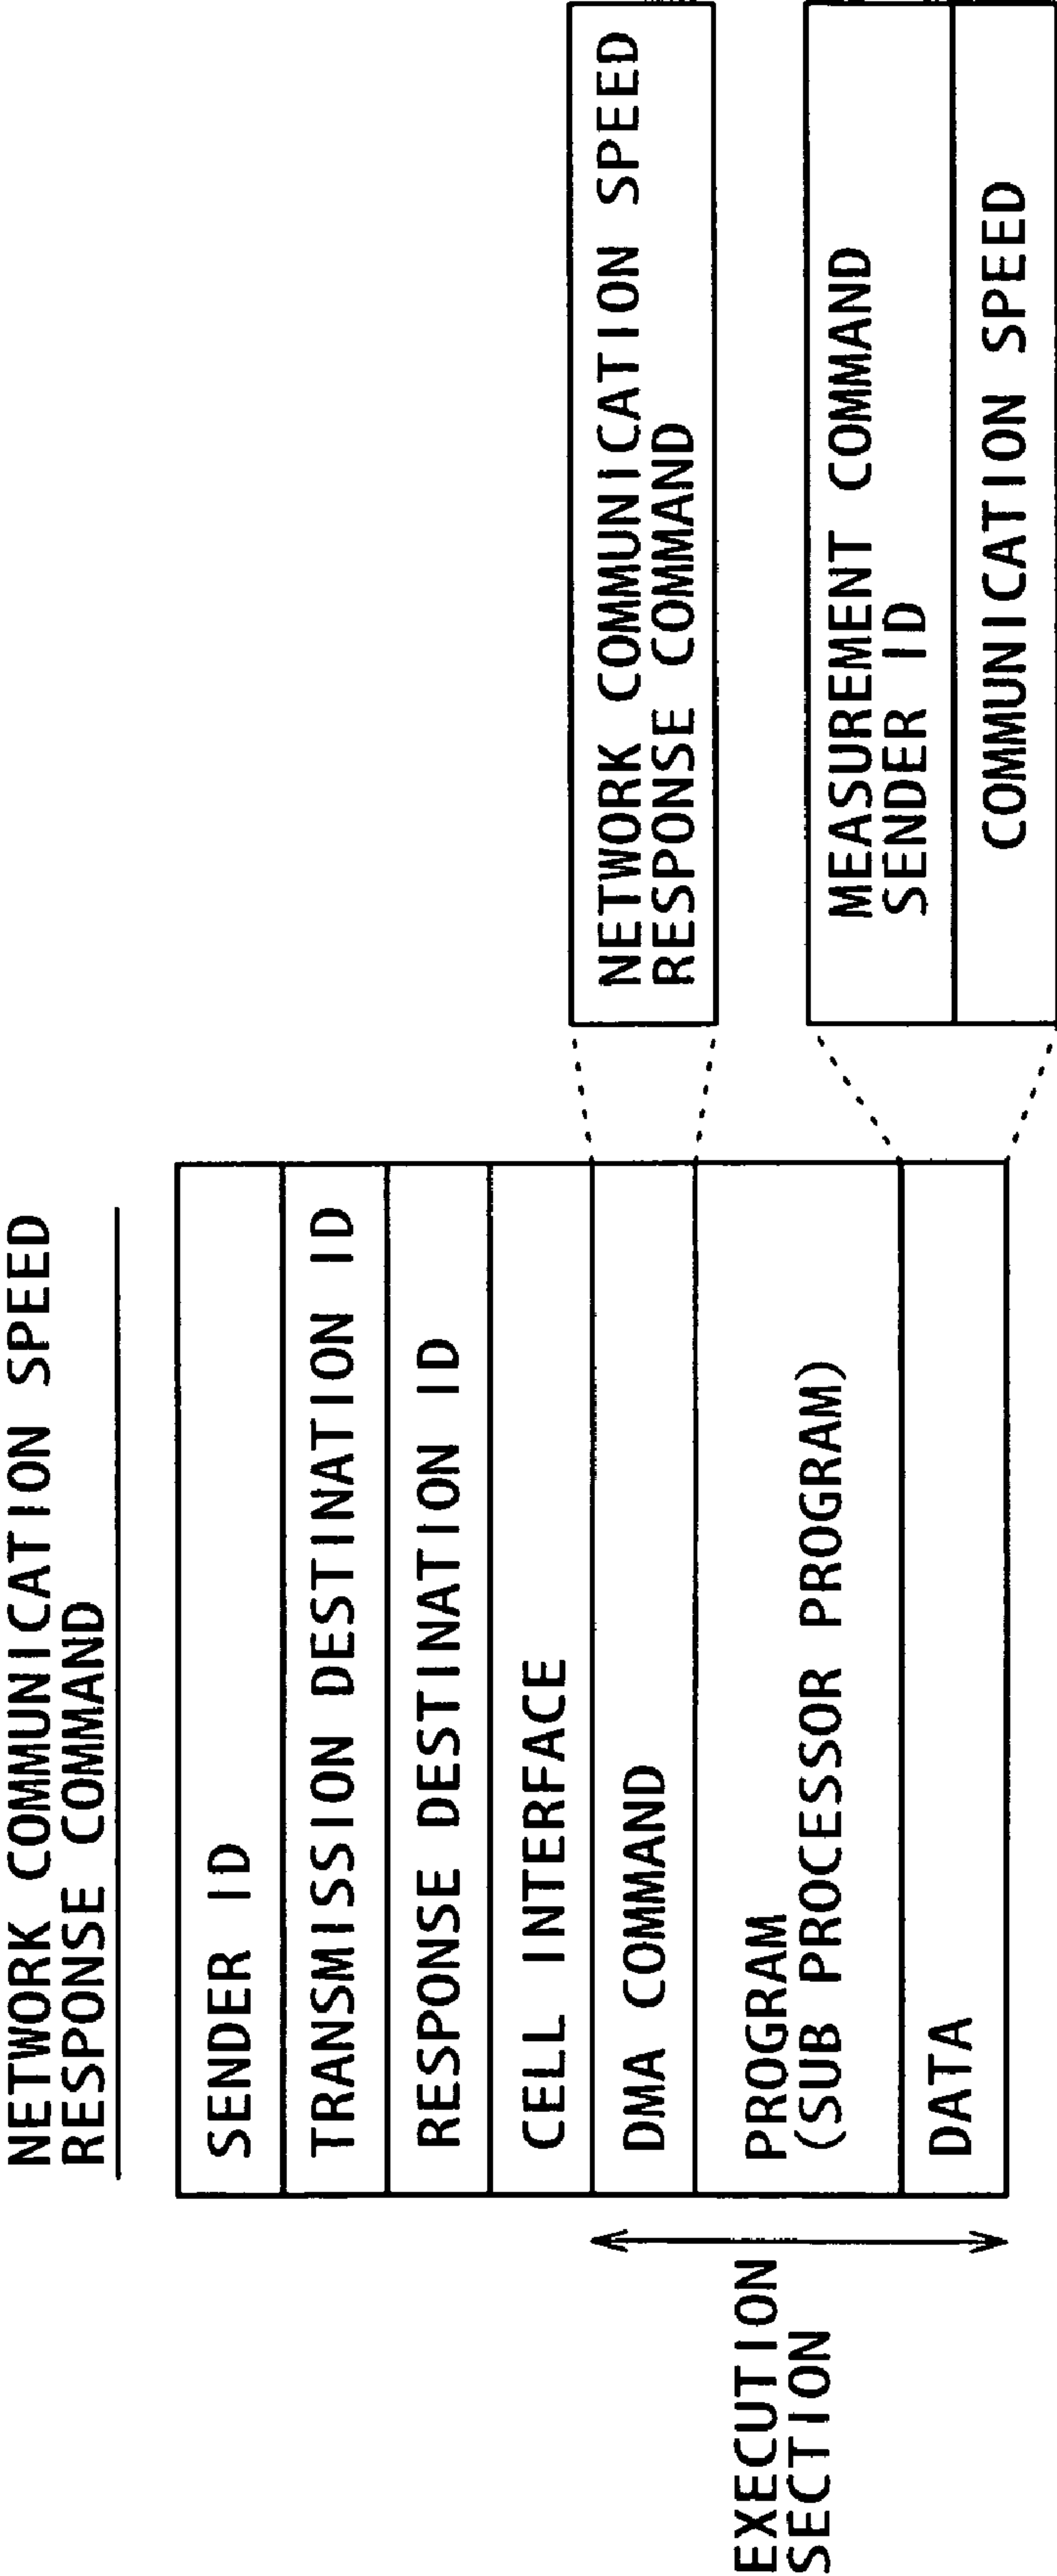 NETWORK COMMUNICATION SPEED
RESPONSE COMMAND
SENDER ID
TRANSMISSION DESTINATION ID
RESPONSE DESTINATION ID
CELL INTERFACE
DMA COMMAND
PROGRAM
(SUB PROCESSOR PROGRAM)
DATA
EXECUTION
SECTION
NETWORK COMMUNICATION SPEED
RESPONSE COMMAND
MEASUREMENT COMMAND
SENDER ID
COMMUNICATION SPEED